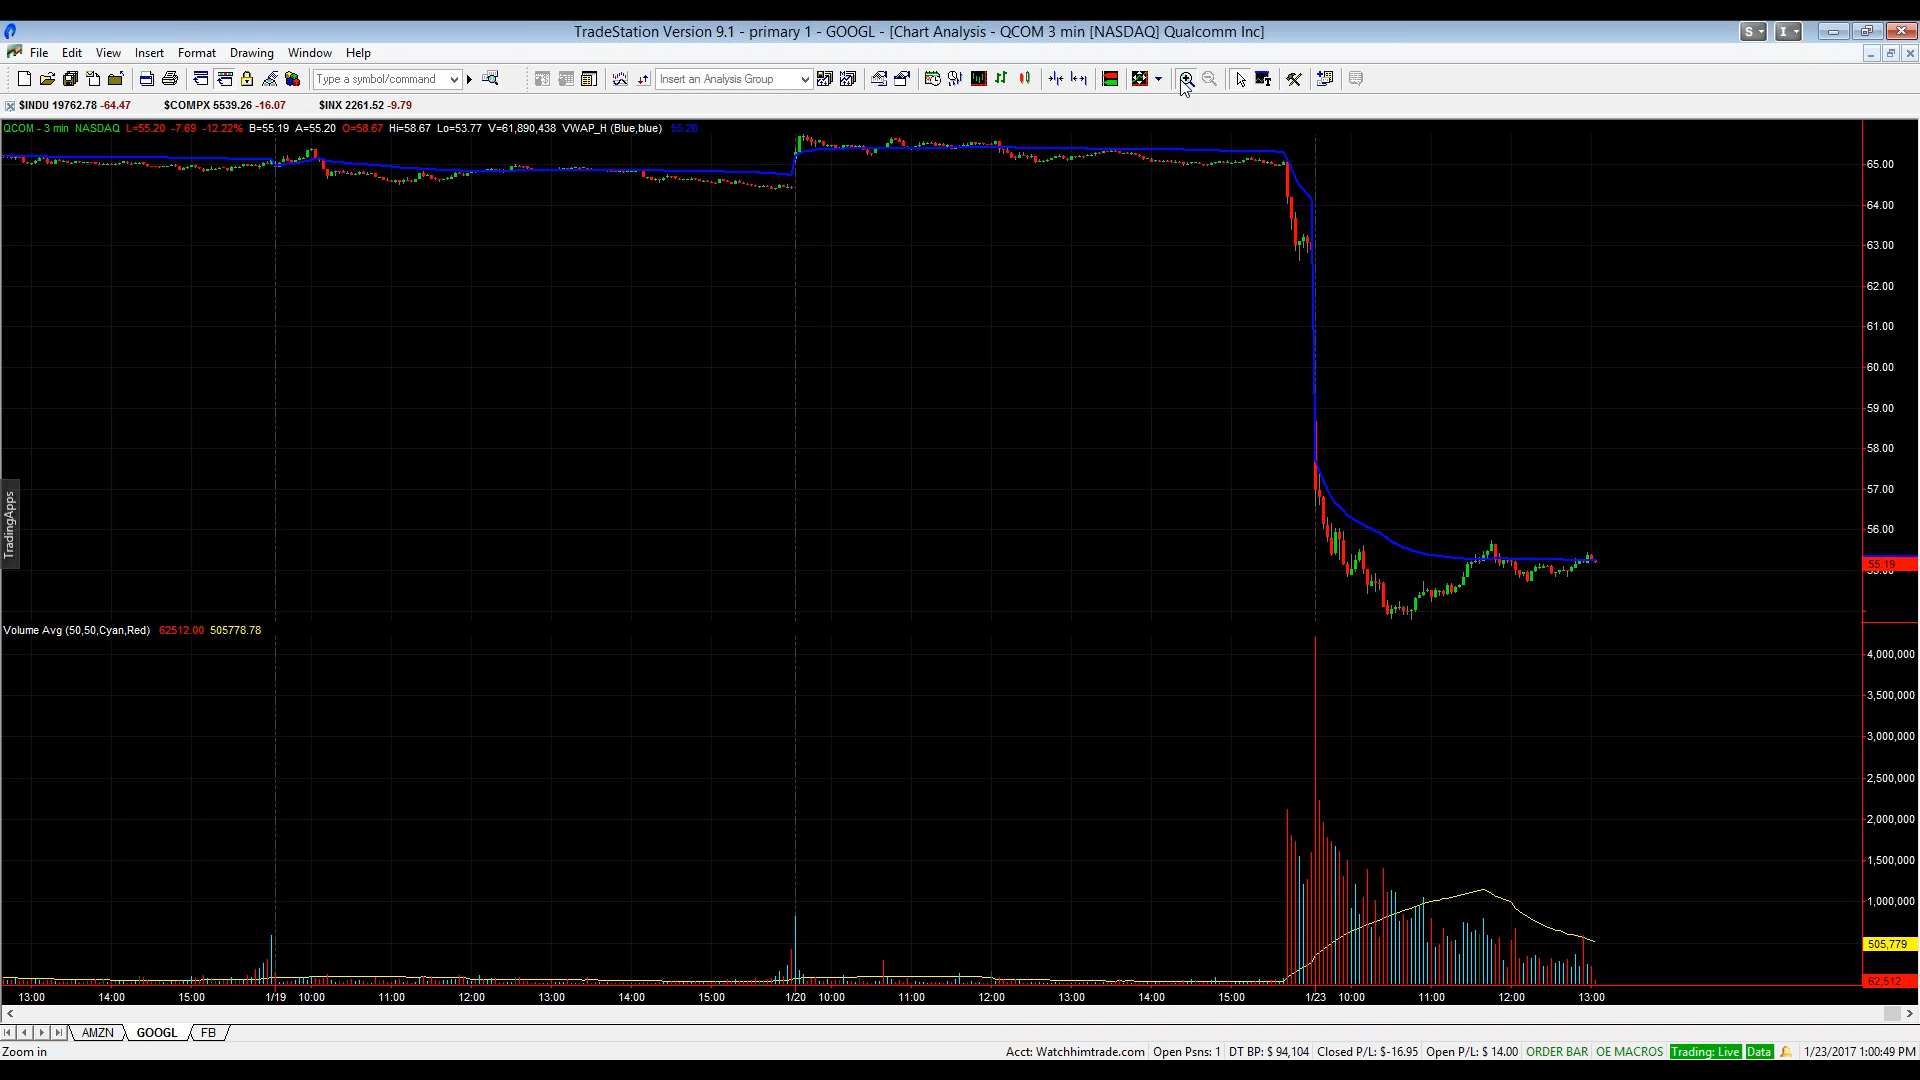 TradeStation Version 9.1 - primary 1 - GOOGL - [Chart Analysis - QCOM 3 min [NASDAQ] Qualcomm Inc]
S I
File Edit View Insert Format Drawing Window Help
Type a symbol/command Insert an Analysis Group
$INDU 19762.78 -64.47 $COMPX 5539.26 -16.07 $INX 2261.52 -9.79
QCOM - 3 min NASDAQ L=55.20 -7.69 -12.22% B=55.19 A=55.20 O=58.67 Hi=58.67 Lo=53.77 V=61,890,438 VWAP_H (Blue,blue) 55.26
65.00
64.00
63.00
62.00
61.00
60.00
59.00
58.00
57.00
56.00
55.19
55.00
TradingApps
Volume Avg (50,50,Cyan,Red) 62512.00 505778.78
4,000,000
3,500,000
3,000,000
2,500,000
2,000,000
1,500,000
1,000,000
505,779
62,512
13:00 14:00 15:00 1/19 10:00 11:00 12:00 13:00 14:00 15:00 1/20 10:00 11:00 12:00 13:00 14:00 15:00 1/23 10:00 11:00 12:00 13:00
AMZN GOOGL FB
Zoom in Acct: Watchhimtrade.com Open Psns: 1 DT BP: $ 94,104 Closed P/L: $-16.95 Open P/L: $ 14.00 ORDER BAR OE MACROS Trading: Live Data 1/23/2017 1:00:49 PM